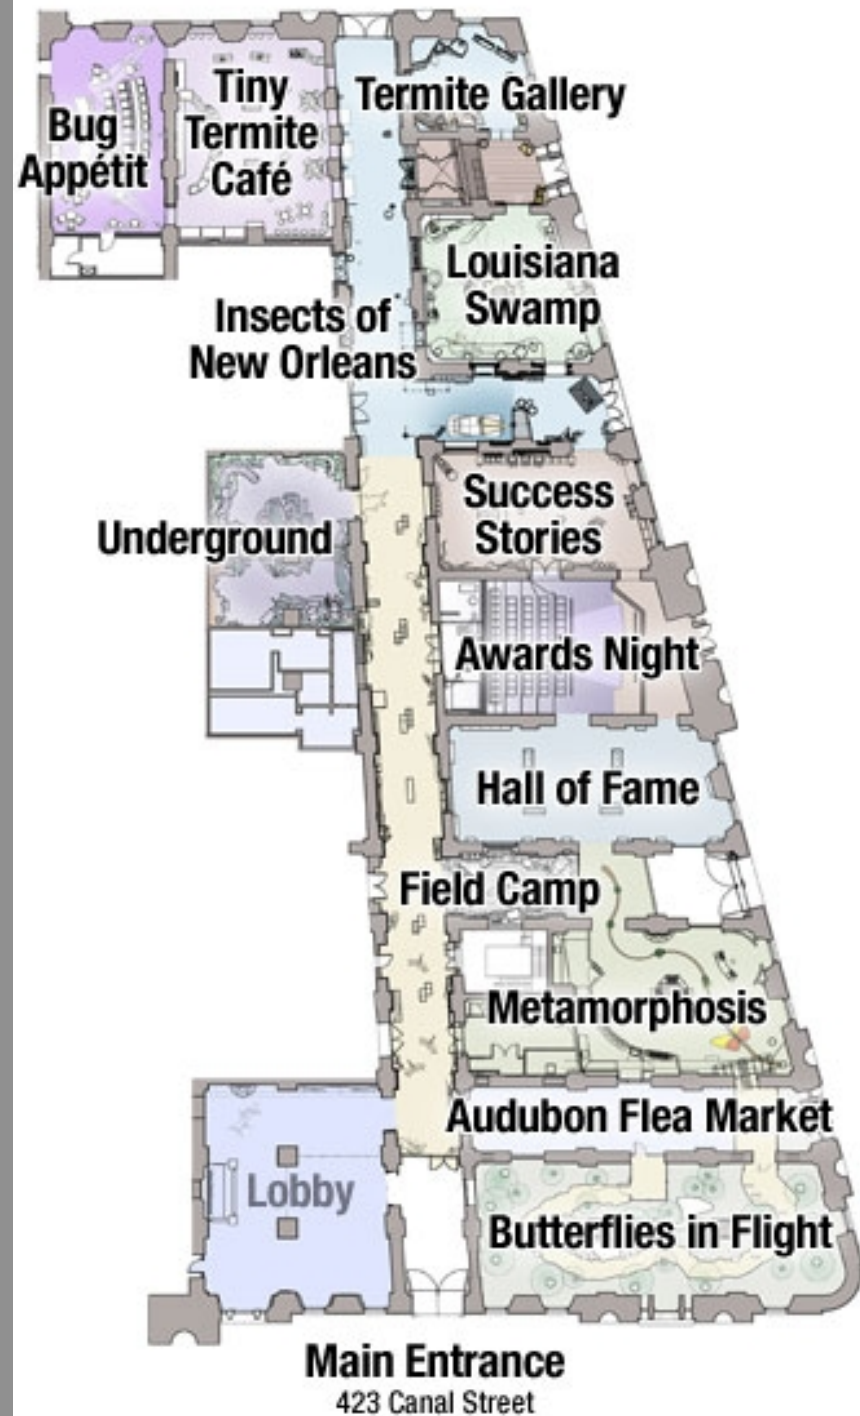 Bug
Appétit
Tiny
Termite
Café
Termite Gallery
Louisiana
Swamp
Insects of
New Orleans
Success
Stories
Underground
Awards Night
Hall of Fame
Field Camp
Metamorphosis
Audubon Flea Market
Lobby
Butterflies in Flight
Main Entrance
423 Canal Street